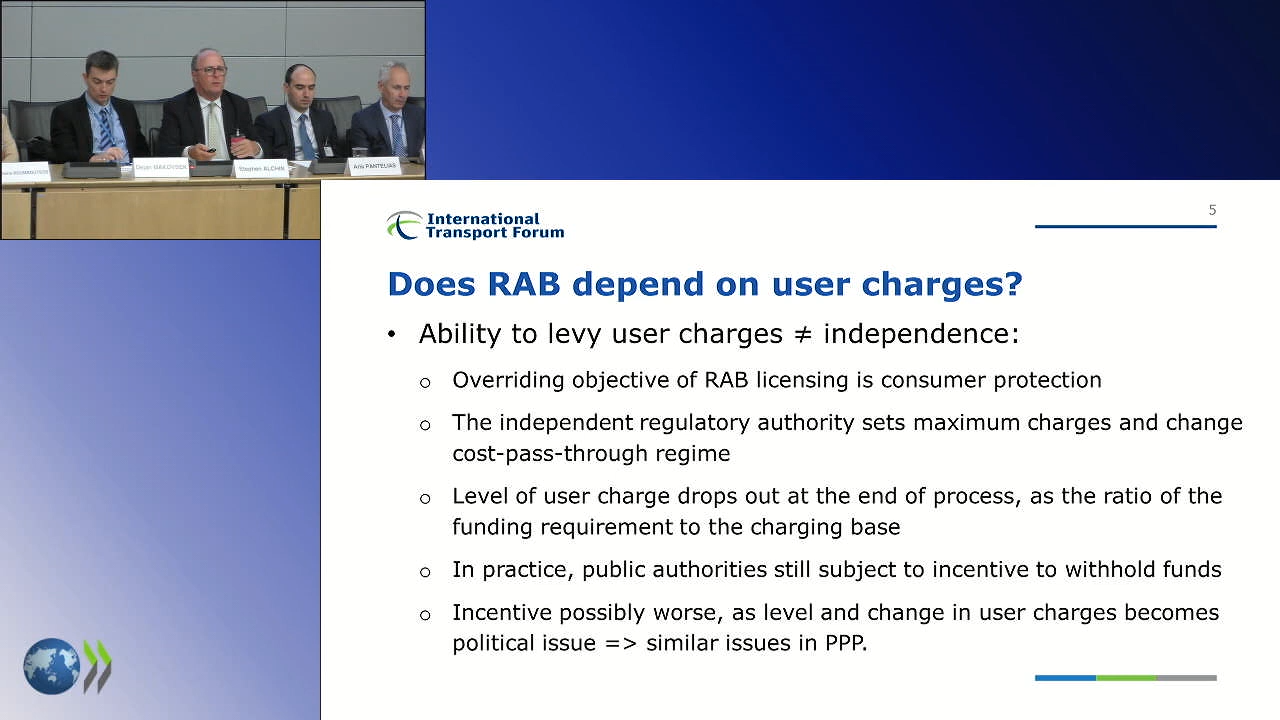 Dejan MAKOVSEK
Stephen ALCHIN
Aris PANTELIAS
International
Transport Forum
5
Does RAB depend on user charges?
• Ability to levy user charges ≠ independence:
o Overriding objective of RAB licensing is consumer protection
o The independent regulatory authority sets maximum charges and change
cost-pass-through regime
o Level of user charge drops out at the end of process, as the ratio of the
funding requirement to the charging base
o In practice, public authorities still subject to incentive to withhold funds
o Incentive possibly worse, as level and change in user charges becomes
political issue => similar issues in PPP.